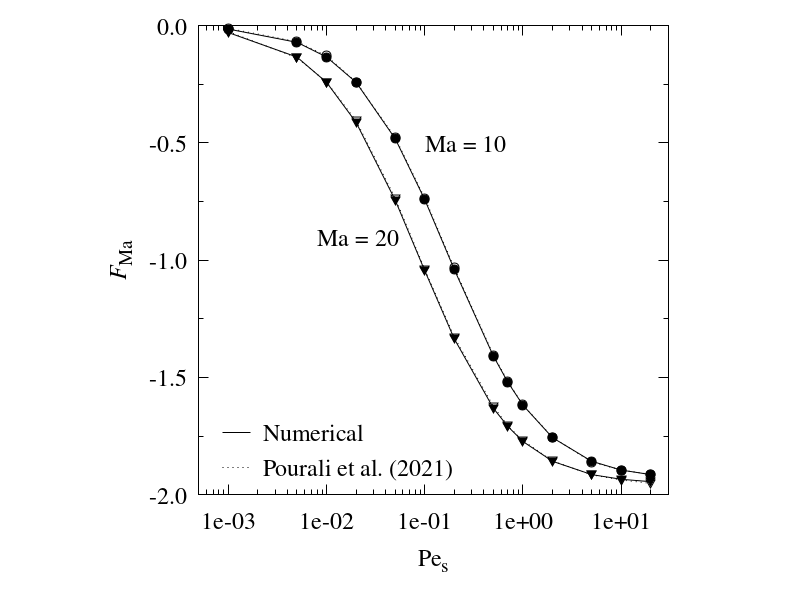 0.0
-0.5
Ma = 10
Ma = 20
-1.0
F_Ma
-1.5
Numerical
Pourali et al. (2021)
-2.0
1e-03 1e-02 1e-01 1e+00 1e+01
Pe_s